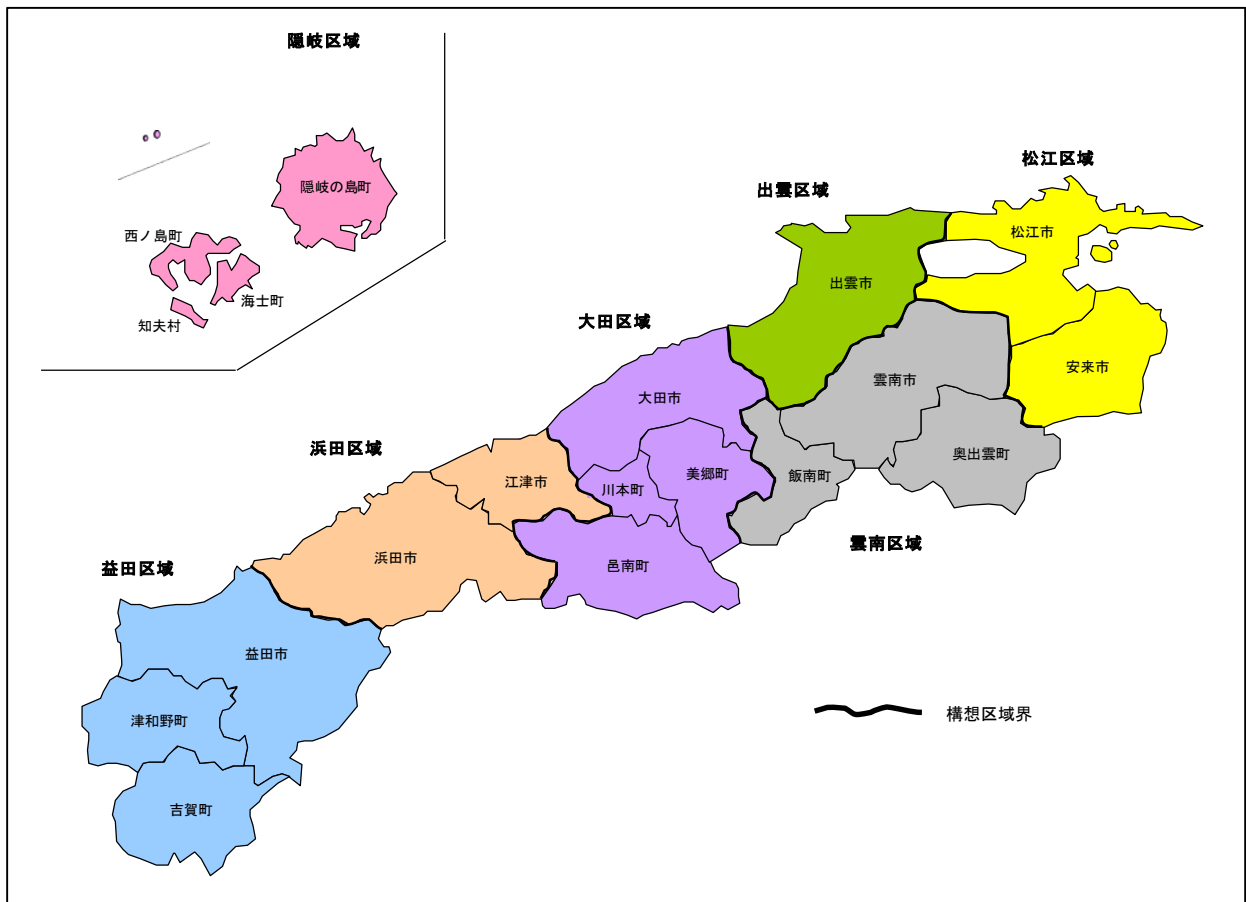 隠岐区域
隠岐の島町
西ノ島町
海士町
知夫村
松江区域
出雲区域
松江市
出雲市
大田区域
安来市
雲南市
大田市
浜田区域
奥出雲町
美郷町
飯南町
江津市
川本町
雲南区域
浜田市
邑南町
益田区域
益田市
構想区域界
津和野町
吉賀町